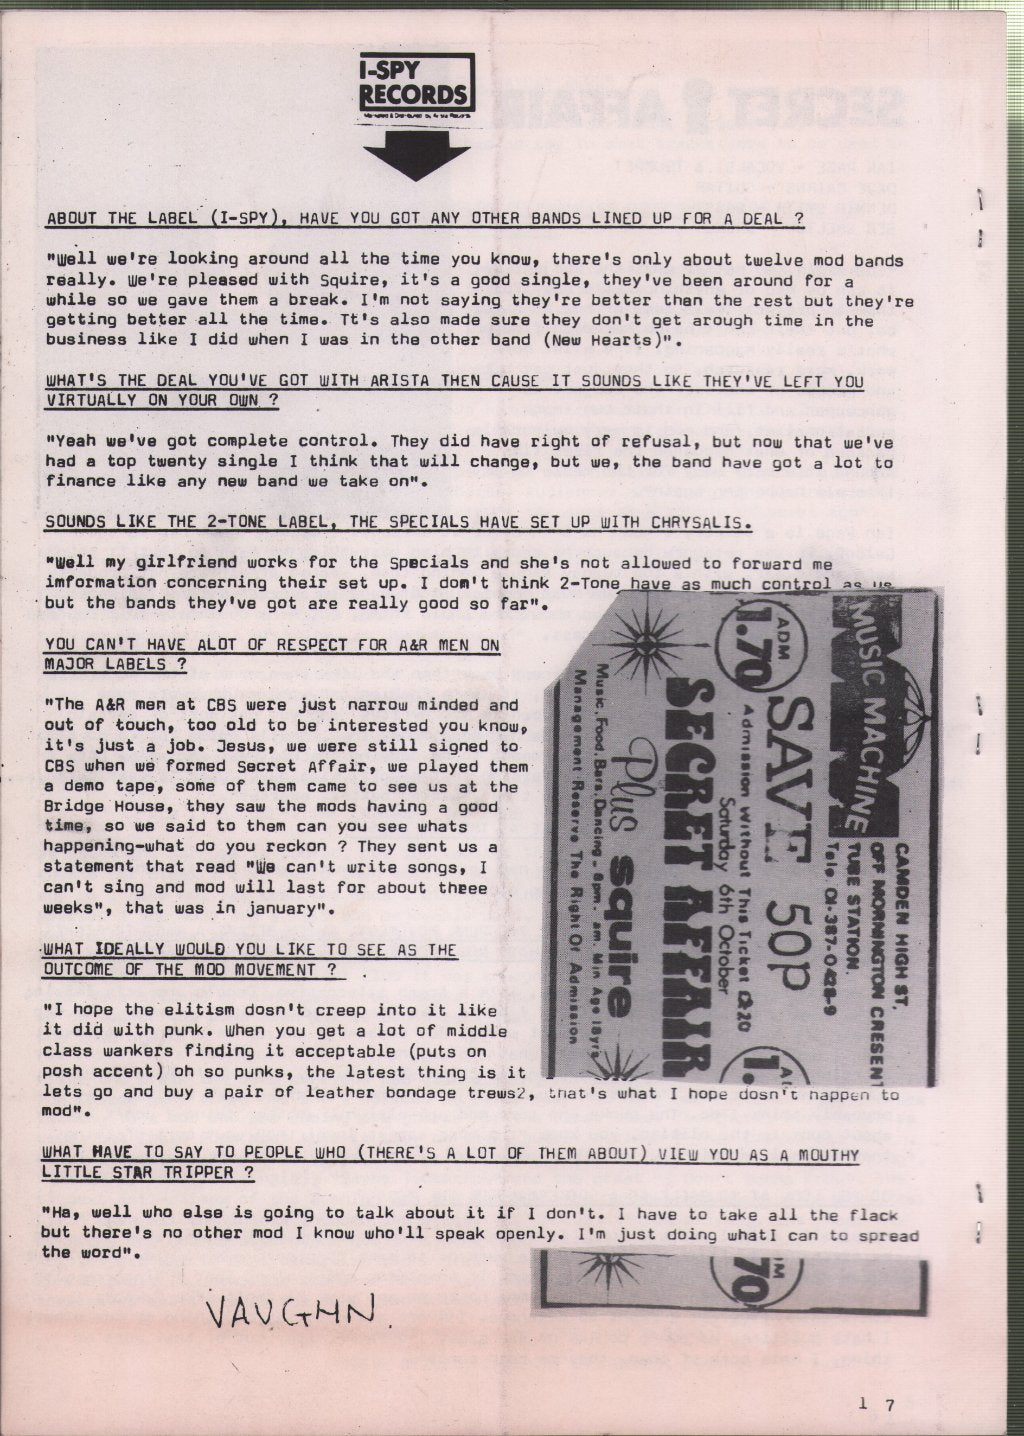 I-SPY
RECORDS
ABOUT THE LABEL (I-SPY), HAVE YOU GOT ANY OTHER BANDS LINED UP FOR A DEAL ?
"Well we're looking around all the time you know, there's only about twelve mod bands
really. We're pleased with Squire, it's a good single, they've been around for a
while so we gave them a break. I'm not saying they're better than the rest but they're
getting better all the time. Tt's also made sure they don't get arough time in the
business like I did when I was in the other band (New Hearts)".
WHAT'S THE DEAL YOU'VE GOT WITH ARISTA THEN CAUSE IT SOUNDS LIKE THEY'VE LEFT YOU
VIRTUALLY ON YOUR OWN ?
"Yeah we've got complete control. They did have right of refusal, but now that we've
had a top twenty single I think that will change, but we, the band have got a lot to
finance like any new band we take on".
SOUNDS LIKE THE 2-TONE LABEL, THE SPECIALS HAVE SET UP WITH CHRYSALIS.
"Well my girlfriend works for the Specials and she's not allowed to forward me
imformation concerning their set up. I don't think 2-Tone have as much control as us
but the bands they've got are really good so far".
YOU CAN'T HAVE ALOT OF RESPECT FOR A&R MEN ON
MAJOR LABELS ?
"The A&R men at CBS were just narrow minded and
out of touch, too old to be interested you know,
it's just a job. Jesus, we were still signed to
CBS when we formed Secret Affair, we played them
a demo tape, some of them came to see us at the
Bridge House, they saw the mods having a good
time, so we said to them can you see whats
happening-what do you reckon ? They sent us a
statement that read "We can't write songs, I
can't sing and mod will last for about threee
weeks", that was in january".
WHAT IDEALLY WOULD YOU LIKE TO SEE AS THE
OUTCOME OF THE MOD MOVEMENT ?
"I hope the elitism dosn't creep into it like
it did with punk. When you get a lot of middle
class wankers finding it acceptable (puts on
posh accent) oh so punks, the latest thing is it
lets go and buy a pair of leather bondage trews2, that's what I hope dosn't happen to
mod".
WHAT HAVE TO SAY TO PEOPLE WHO (THERE'S A LOT OF THEM ABOUT) VIEW YOU AS A MOUTHY
LITTLE STAR TRIPPER ?
"Ha, well who else is going to talk about it if I don't. I have to take all the flack
but there's no other mod I know who'll speak openly. I'm just doing whatI can to spread
the word".
VAUGHN.
MUSIC MACHINE
CAMDEN HIGH ST,
OFF MORNINGTON CRESENT
TUBE STATION.
Tele 01-387-0428-9
ADM
1.70
SAVE 50p
Admission Without This Ticket £2.20
Saturday 6th October
SECRET AFFAIR
Plus squire
Music. Food. Bars. Dancing - 8pm. am. Min Age 18yrs
Management Reserve The Right Of Admission
1.
70
17